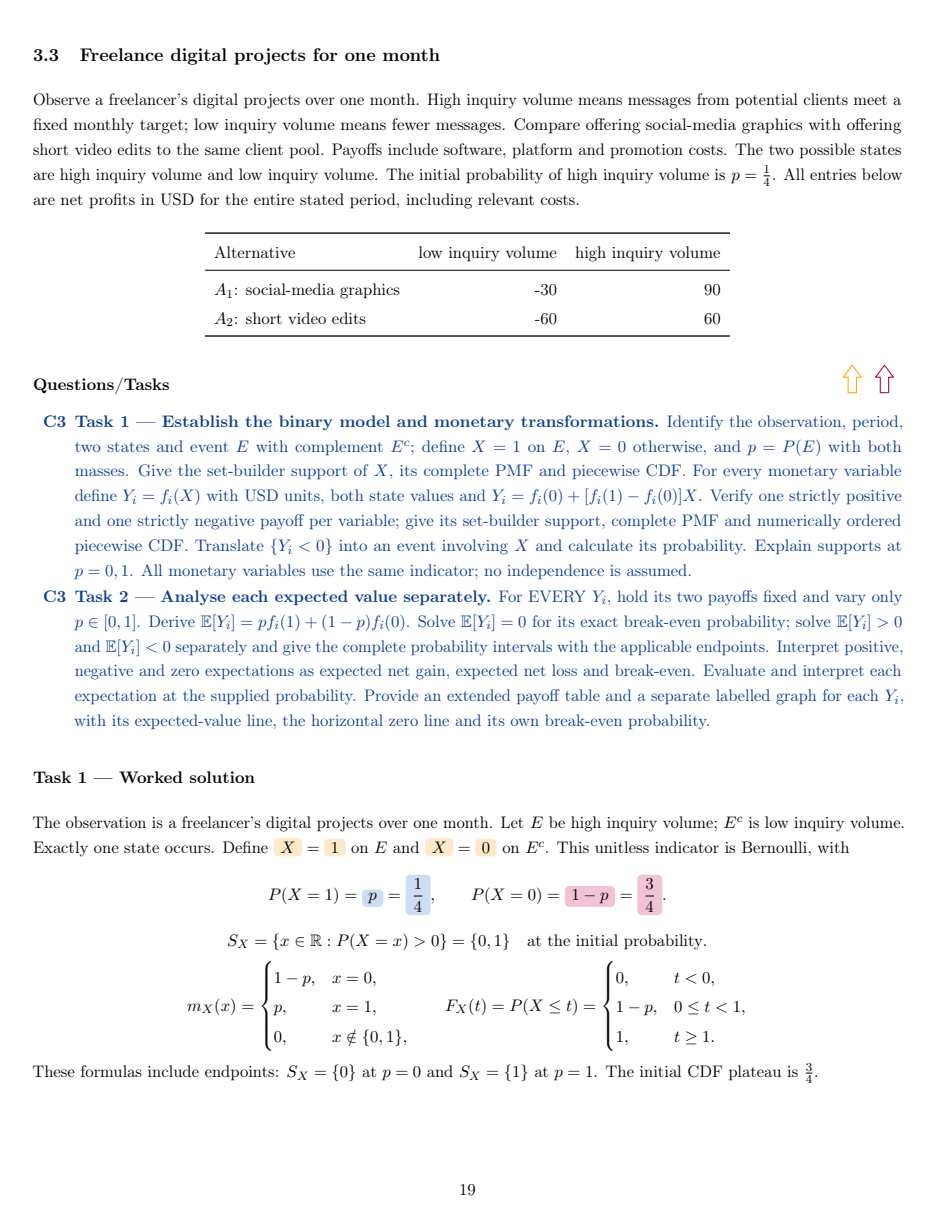 3.3 Freelance digital projects for one month
Observe a freelancer's digital projects over one month. High inquiry volume means messages from potential clients meet a
fixed monthly target; low inquiry volume means fewer messages. Compare offering social-media graphics with offering
short video edits to the same client pool. Payoffs include software, platform and promotion costs. The two possible states
are high inquiry volume and low inquiry volume. The initial probability of high inquiry volume is p = 1/4. All entries below
are net profits in USD for the entire stated period, including relevant costs.
Alternative low inquiry volume high inquiry volume
A₁: social-media graphics -30 90
A₂: short video edits -60 60
Questions/Tasks
C3 Task 1 — Establish the binary model and monetary transformations. Identify the observation, period,
two states and event E with complement Eᶜ; define X = 1 on E, X = 0 otherwise, and p = P(E) with both
masses. Give the set-builder support of X, its complete PMF and piecewise CDF. For every monetary variable
define Yᵢ = fᵢ(X) with USD units, both state values and Yᵢ = fᵢ(0) + [fᵢ(1) − fᵢ(0)]X. Verify one strictly positive
and one strictly negative payoff per variable; give its set-builder support, complete PMF and numerically ordered
piecewise CDF. Translate {Yᵢ < 0} into an event involving X and calculate its probability. Explain supports at
p = 0, 1. All monetary variables use the same indicator; no independence is assumed.
C3 Task 2 — Analyse each expected value separately. For EVERY Yᵢ, hold its two payoffs fixed and vary only
p ∈ [0, 1]. Derive 𝔼[Yᵢ] = pfᵢ(1) + (1 − p)fᵢ(0). Solve 𝔼[Yᵢ] = 0 for its exact break-even probability; solve 𝔼[Yᵢ] > 0
and 𝔼[Yᵢ] < 0 separately and give the complete probability intervals with the applicable endpoints. Interpret positive,
negative and zero expectations as expected net gain, expected net loss and break-even. Evaluate and interpret each
expectation at the supplied probability. Provide an extended payoff table and a separate labelled graph for each Yᵢ,
with its expected-value line, the horizontal zero line and its own break-even probability.
Task 1 — Worked solution
The observation is a freelancer's digital projects over one month. Let E be high inquiry volume; Eᶜ is low inquiry volume.
Exactly one state occurs. Define X = 1 on E and X = 0 on Eᶜ. This unitless indicator is Bernoulli, with
P(X = 1) = p = 1/4, P(X = 0) = 1 − p = 3/4.
S_X = {x ∈ ℝ : P(X = x) > 0} = {0, 1} at the initial probability.
m_X(x) = { 1 − p, x = 0, p, x = 1, 0, x ∉ {0, 1}, F_X(t) = P(X ≤ t) = { 0, t < 0, 1 − p, 0 ≤ t < 1, 1, t ≥ 1.
These formulas include endpoints: S_X = {0} at p = 0 and S_X = {1} at p = 1. The initial CDF plateau is 3/4.
19